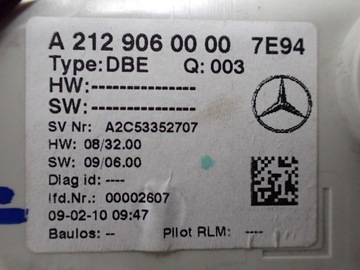 A 212 906 00 00 7E94
Type:DBE Q: 003
HW:---------------
SW:---------------
SV Nr: A2C53352707
HW: 08/32.00
SW: 09/06.00
Diag id: ----
lfd.Nr: 00002607
09-02-10 09:47
Baulos: -- Pilot RLM: ----